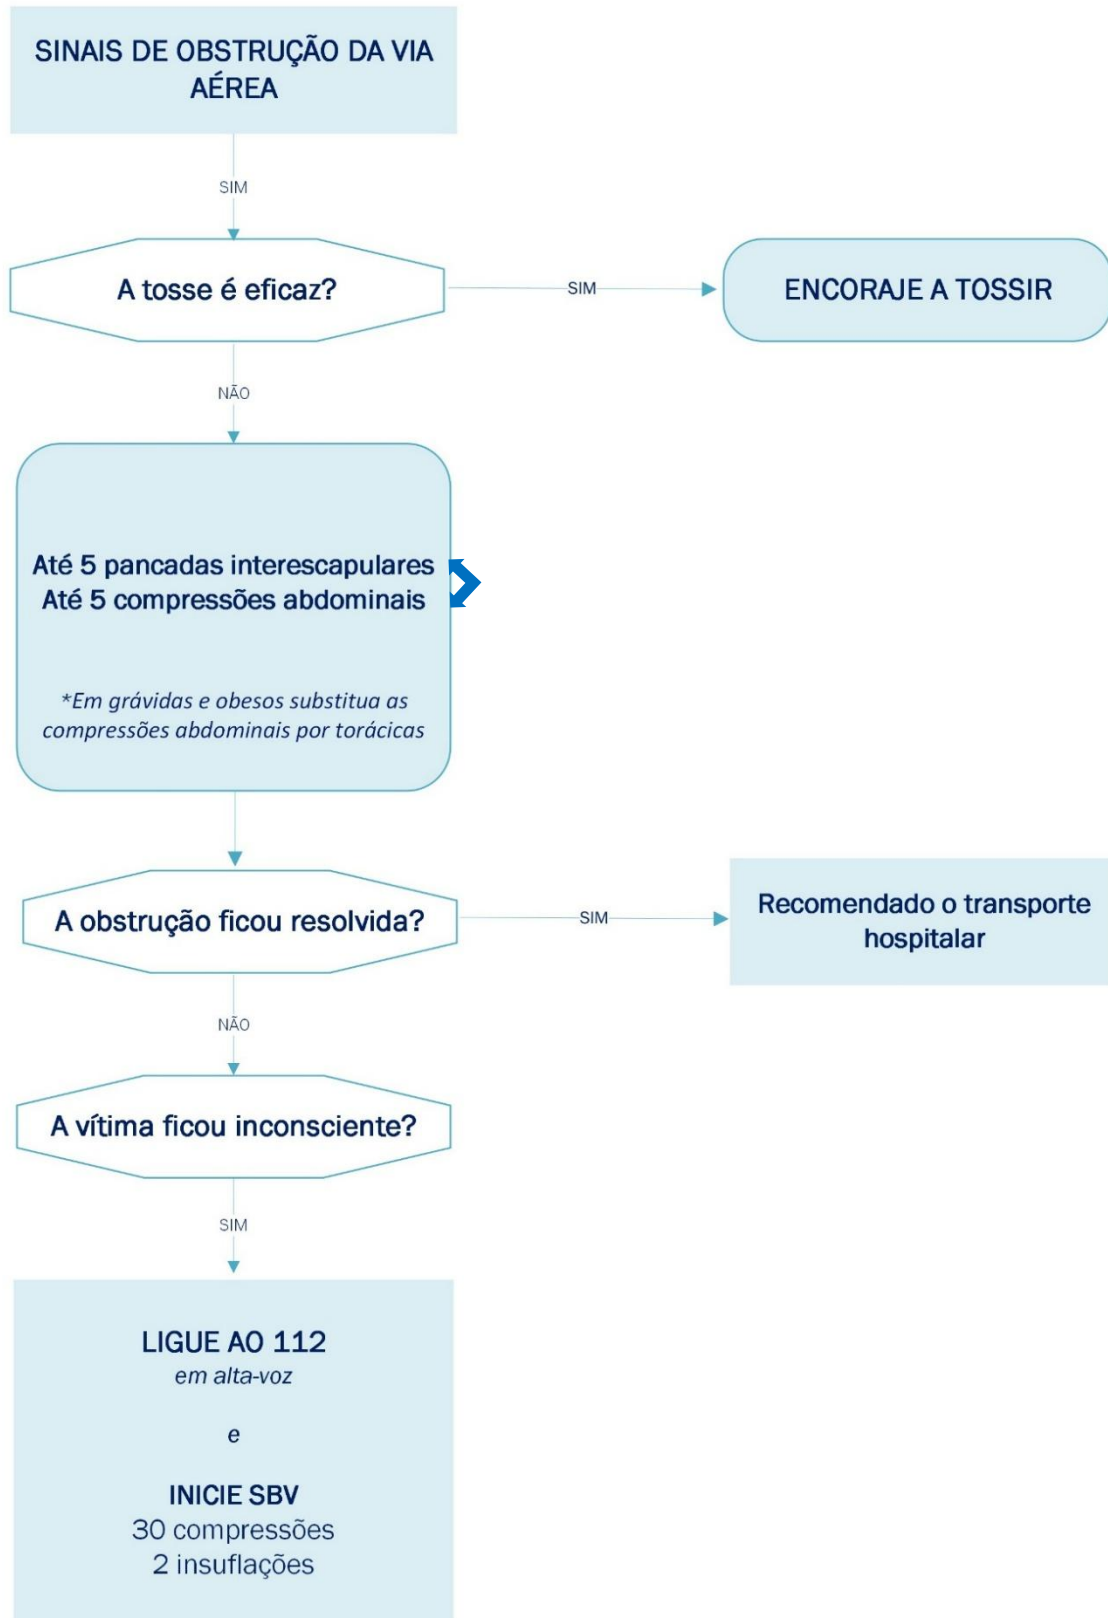 SINAIS DE OBSTRUÇÃO DA VIA
AÉREA
SIM
A tosse é eficaz?
SIM
ENCORAJE A TOSSIR
NÃO
Até 5 pancadas interescapulares
Até 5 compressões abdominais
*Em grávidas e obesos substitua as
compressões abdominais por torácicas
A obstrução ficou resolvida?
SIM
Recomendado o transporte
hospitalar
NÃO
A vítima ficou inconsciente?
SIM
LIGUE AO 112
em alta-voz
e
INICIE SBV
30 compressões
2 insuflações